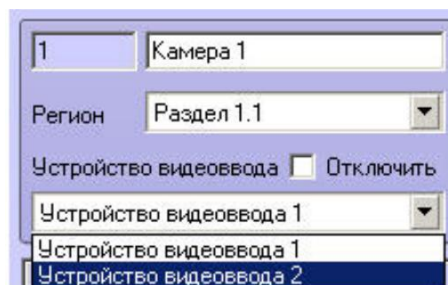 1 Камера 1
Регион Раздел 1.1
Устройство видеоввода Отключить
Устройство видеоввода 1
Устройство видеоввода 1
Устройство видеоввода 2